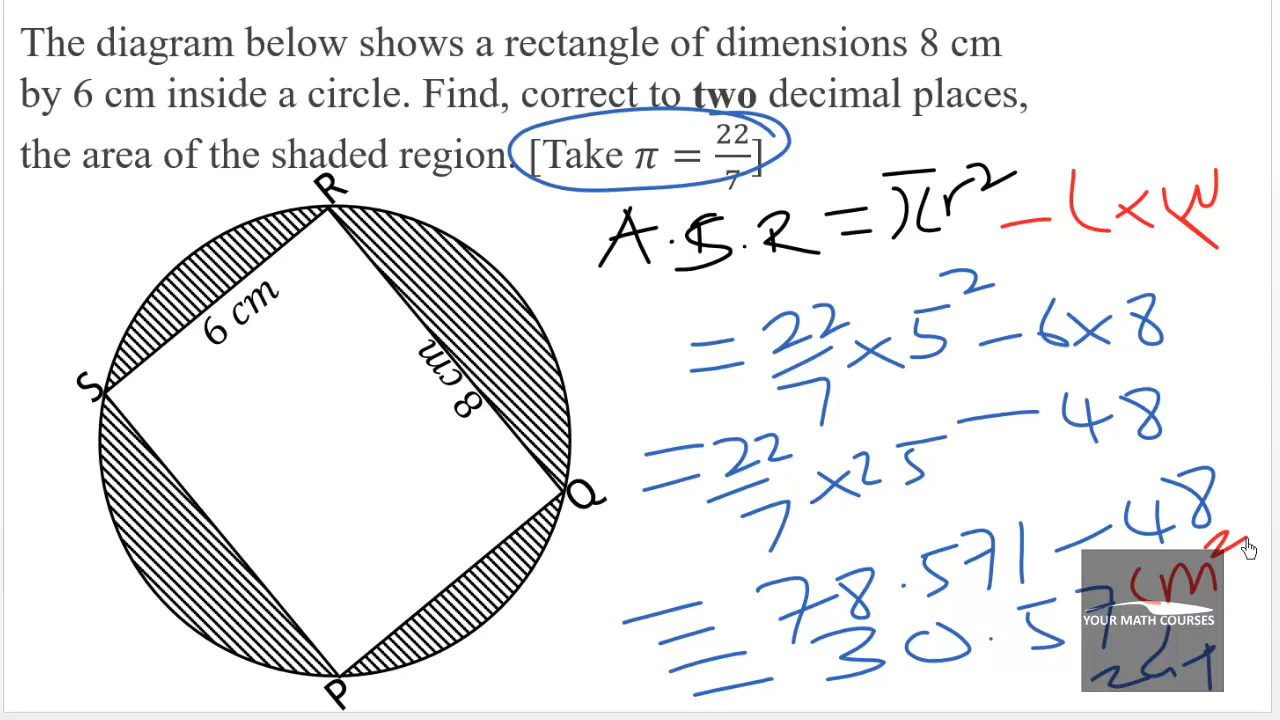 The diagram below shows a rectangle of dimensions 8 cm
by 6 cm inside a circle. Find, correct to two decimal places,
the area of the shaded region. [Take π = 22/7]
R
A.S.R = πr² - L×W
6 cm
8 cm
= 22/7 × 5² - 6×8
S
= 22/7 × 25 - 48
Q
= 78.571 - 48
= 30.57 cm²
YOUR MATH COURSES
2dp
P